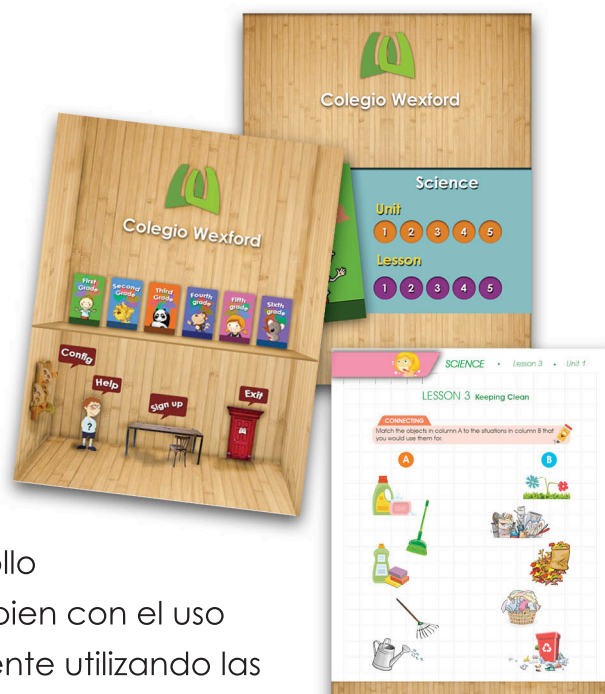 Colegio Wexford
Science
Unit
1 2 3 4 5
Lesson
1 2 3 4 5
Colegio Wexford
First Grade
Second Grade
Third Grade
Fourth grade
Fifth grade
Sixth grade
Config
Help
?
Sign up
Exit
SCIENCE • Lesson 3 • Unit 1
LESSON 3 Keeping Clean
CONNECTING
Match the objects in column A to the situations in column B that
you would use them for.
A B
llo
bien con el uso
ente utilizando las